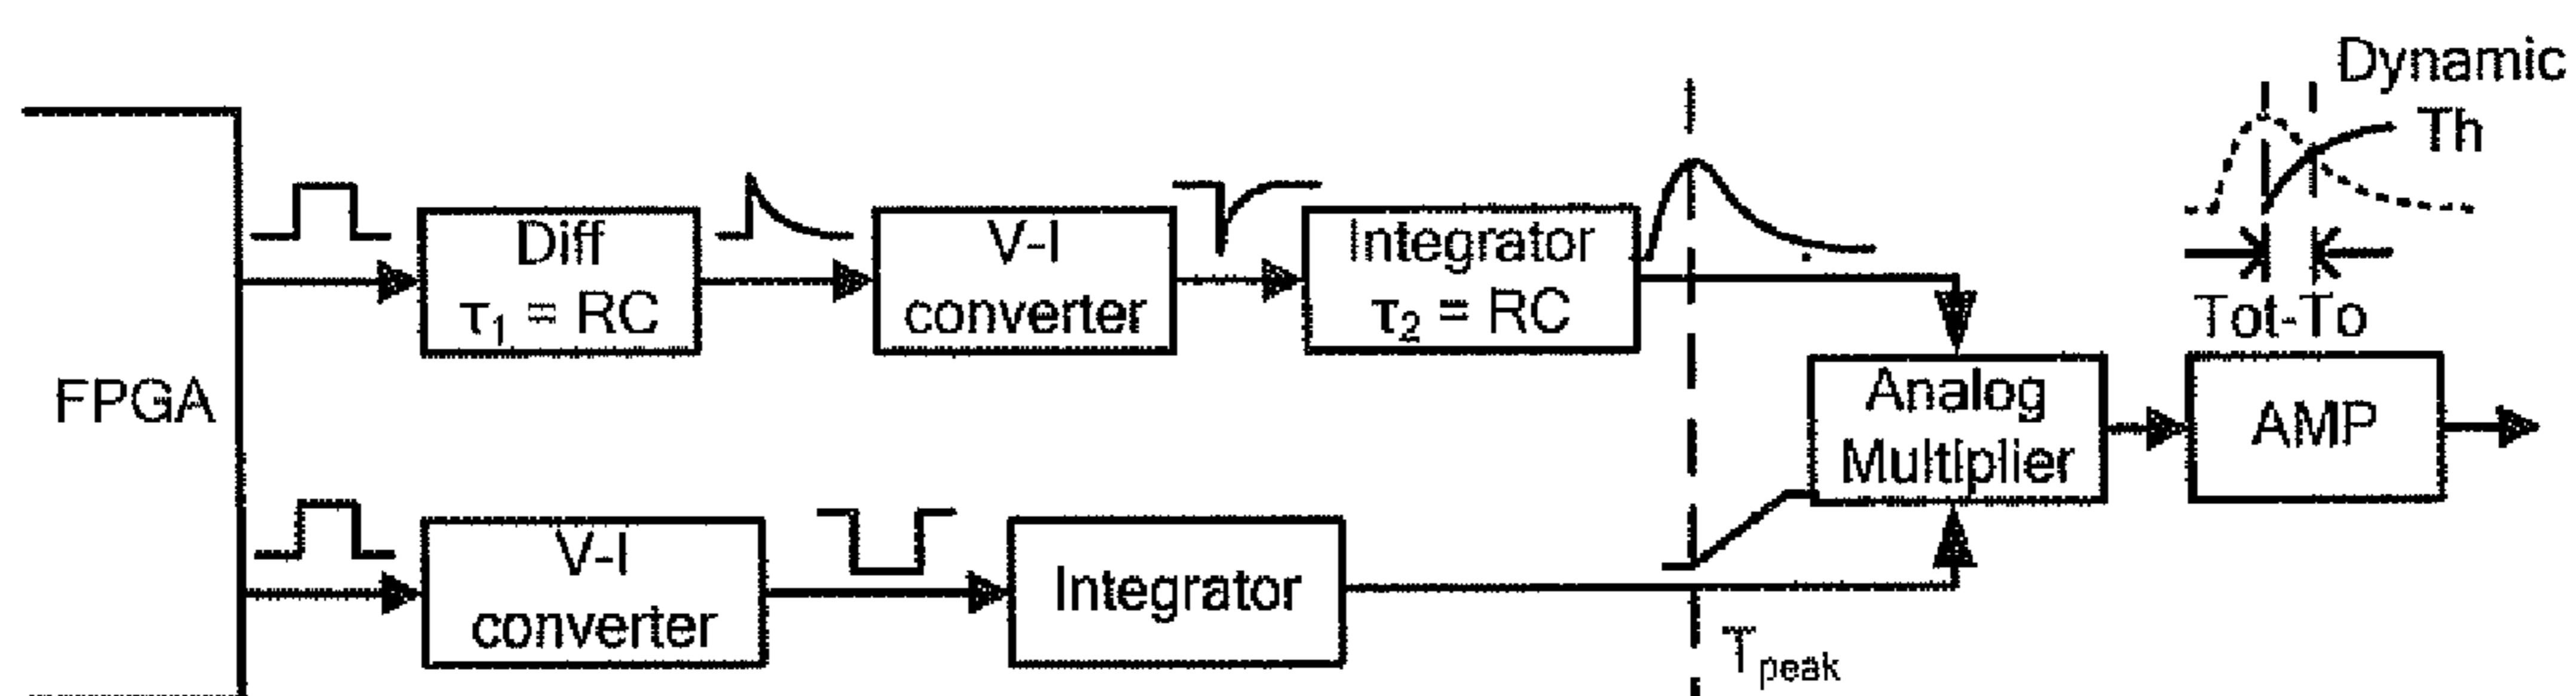 Dynamic
Th
Diff
τ₁ = RC
V-I
converter
Integrator
τ₂ = RC
Tot-To
FPGA
Analog
Multiplier
AMP
V-I
converter
Integrator
Tpeak